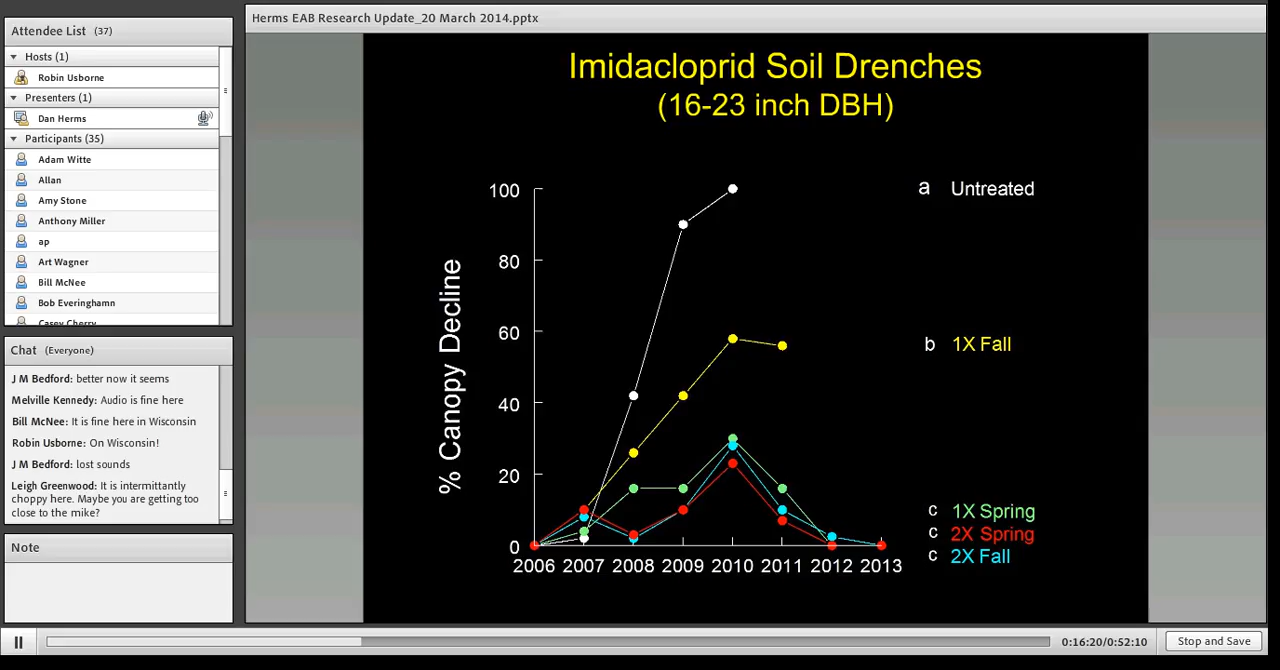 Herms EAB Research Update_20 March 2014.pptx
Attendee List (37)
Hosts (1)
Robin Usborne
Presenters (1)
Dan Herms
Participants (35)
Adam Witte
Allan
Amy Stone
Anthony Miller
ap
Art Wagner
Bill McNee
Bob Everinghamn
Casey Cherry
Chat (Everyone)
J M Bedford: better now it seems
Melville Kennedy: Audio is fine here
Bill McNee: It is fine here in Wisconsin
Robin Usborne: On Wisconsin!
J M Bedford: lost sounds
Leigh Greenwood: It is intermittantly
choppy here. Maybe you are getting too
close to the mike?
Note
Imidacloprid Soil Drenches
(16-23 inch DBH)
% Canopy Decline
100
80
60
40
20
0
2006 2007 2008 2009 2010 2011 2012 2013
a Untreated
b 1X Fall
c 1X Spring
c 2X Spring
c 2X Fall
0:16:20/0:52:10
Stop and Save